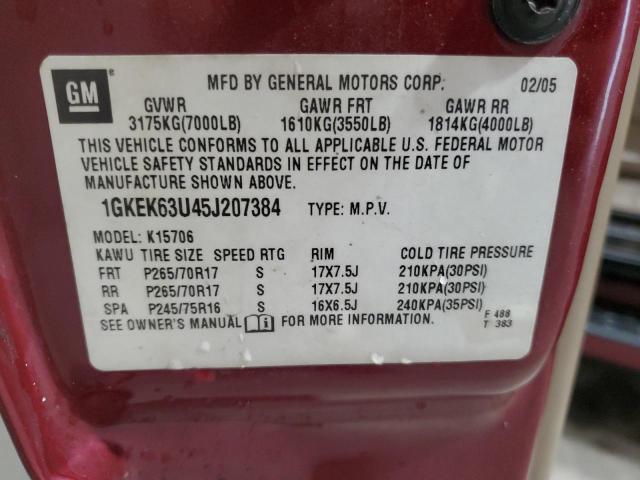 GM ®
MFD BY GENERAL MOTORS CORP. 02/05
GVWR GAWR FRT GAWR RR
3175KG(7000LB) 1610KG(3550LB) 1814KG(4000LB)
THIS VEHICLE CONFORMS TO ALL APPLICABLE U.S. FEDERAL MOTOR
VEHICLE SAFETY STANDARDS IN EFFECT ON THE DATE OF
MANUFACTURE SHOWN ABOVE.
1GKEK63U45J207384 TYPE: M.P.V.
MODEL: K15706
KAWU TIRE SIZE SPEED RTG RIM COLD TIRE PRESSURE
FRT P265/70R17 S 17X7.5J 210KPA(30PSI)
RR P265/70R17 S 17X7.5J 210KPA(30PSI)
SPA P245/75R16 S 16X6.5J 240KPA(35PSI)
SEE OWNER'S MANUAL i FOR MORE INFORMATION.
F 488
T 383